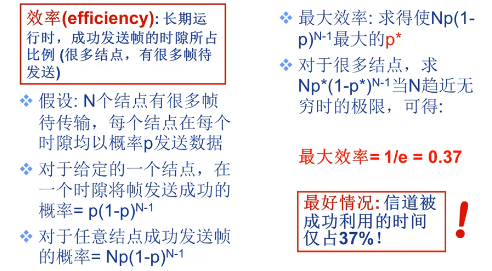 效率(efficiency): 长期运
行时，成功发送帧的时隙所占
比例 (很多结点，有很多帧待
发送)
假设: N个结点有很多帧
待传输，每个结点在每个
时隙均以概率p发送数据
对于给定的一个结点，在
一个时隙将帧发送成功的
概率= p(1-p)N-1
对于任意结点成功发送帧
的概率= Np(1-p)N-1
最大效率: 求得使Np(1-
p)N-1最大的p*
对于很多结点，求
Np*(1-p*)N-1当N趋近无
穷时的极限，可得:
最大效率= 1/e = 0.37
最好情况: 信道被
成功利用的时间
仅占37%！
!